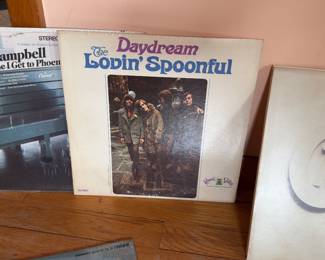 STEREO
ampbell
e I Get to Phoen
Daydream
The
Lovin' Spoonful